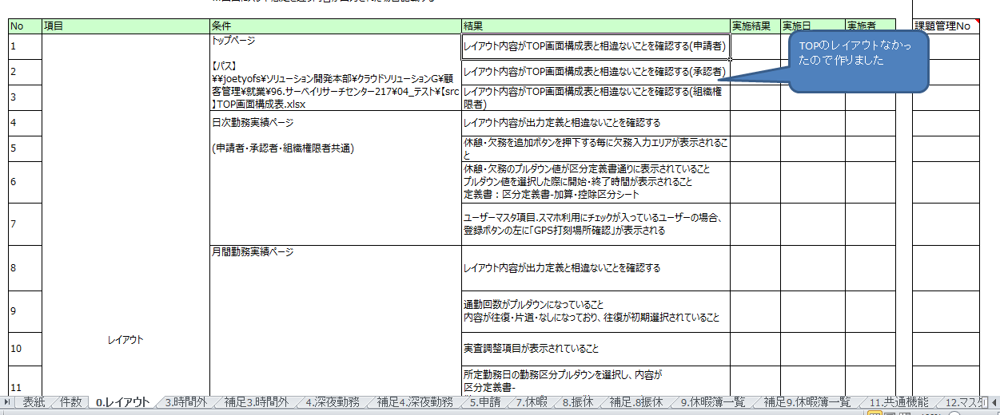 No 項目 条件 結果 実施結果 実施日 実施者 課題管理No
TOPのレイアウトなかっ
たので作りました
1
トップページ
レイアウト内容がTOP画面構成表と相違ないことを確認する(申請者)
2
【パス】
¥¥joetyofs¥ソリューション開発本部¥クラウドソリューションG¥顧
客管理¥就業¥96.サーベイリサーチセンター217¥04_テスト¥【src
】TOP画面構成表.xlsx
レイアウト内容がTOP画面構成表と相違ないことを確認する(承認者)
3
レイアウト内容がTOP画面構成表と相違ないことを確認する(組織権
限者)
4
日次勤務実績ページ
レイアウト内容が出力定義と相違ないことを確認する
5
(申請者・承認者・組織権限者共通)
休憩・欠務を追加ボタンを押下する毎に欠務入力エリアが表示されるこ
と
6
休憩・欠務のプルダウン値が区分定義書通りに表示されていること
プルダウン値を選択した際に開始・終了時間が表示されること
定義書：区分定義書-加算・控除区分シート
7
ユーザーマスタ項目.スマホ利用にチェックが入っているユーザーの場合、
登録ボタンの左に「GPS打刻場所確認」が表示される
8
月間勤務実績ページ
レイアウト内容が出力定義と相違ないことを確認する
9
通勤回数がプルダウンになっていること
内容が往復・片道・なしになっており、往復が初期選択されていること
レイアウト
10
実査調整項目が表示されていること
11
所定勤務日の勤務区分プルダウンを選択し、内容が
区分定義書-
表紙 件数 0.レイアウト 3.時間外 補足3.時間外 4.深夜勤務 補足4.深夜勤務 5.申請 7.休暇 8.振休 補足.8振休 9.休暇簿一覧 補足9.休暇簿一覧 11.共通機能 12.マスタ